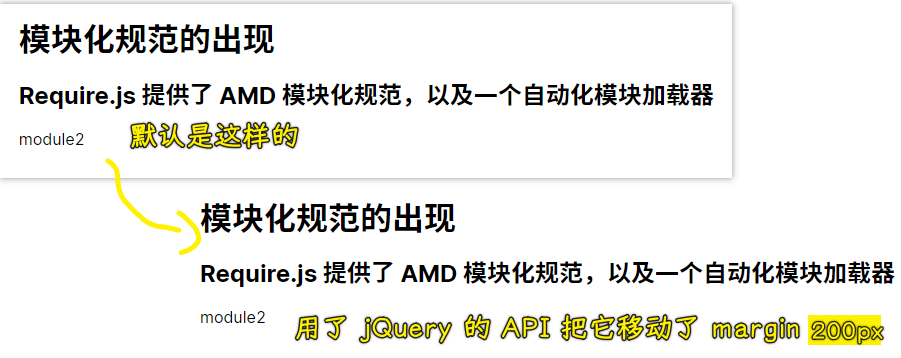 模块化规范的出现
Require.js 提供了 AMD 模块化规范，以及一个自动化模块加载器
module2
默认是这样的
模块化规范的出现
Require.js 提供了 AMD 模块化规范，以及一个自动化模块加载器
module2
用了 jQuery 的 API 把它移动了 margin 200px